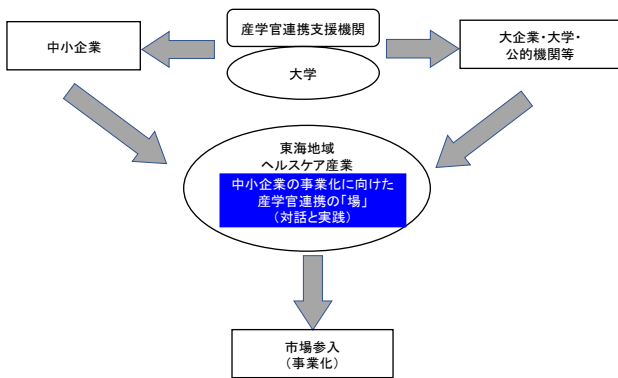 産学官連携支援機関
中小企業
大学
大企業・大学・
公的機関等
東海地域
ヘルスケア産業
中小企業の事業化に向けた
産学官連携の「場」
（対話と実践）
市場参入
（事業化）